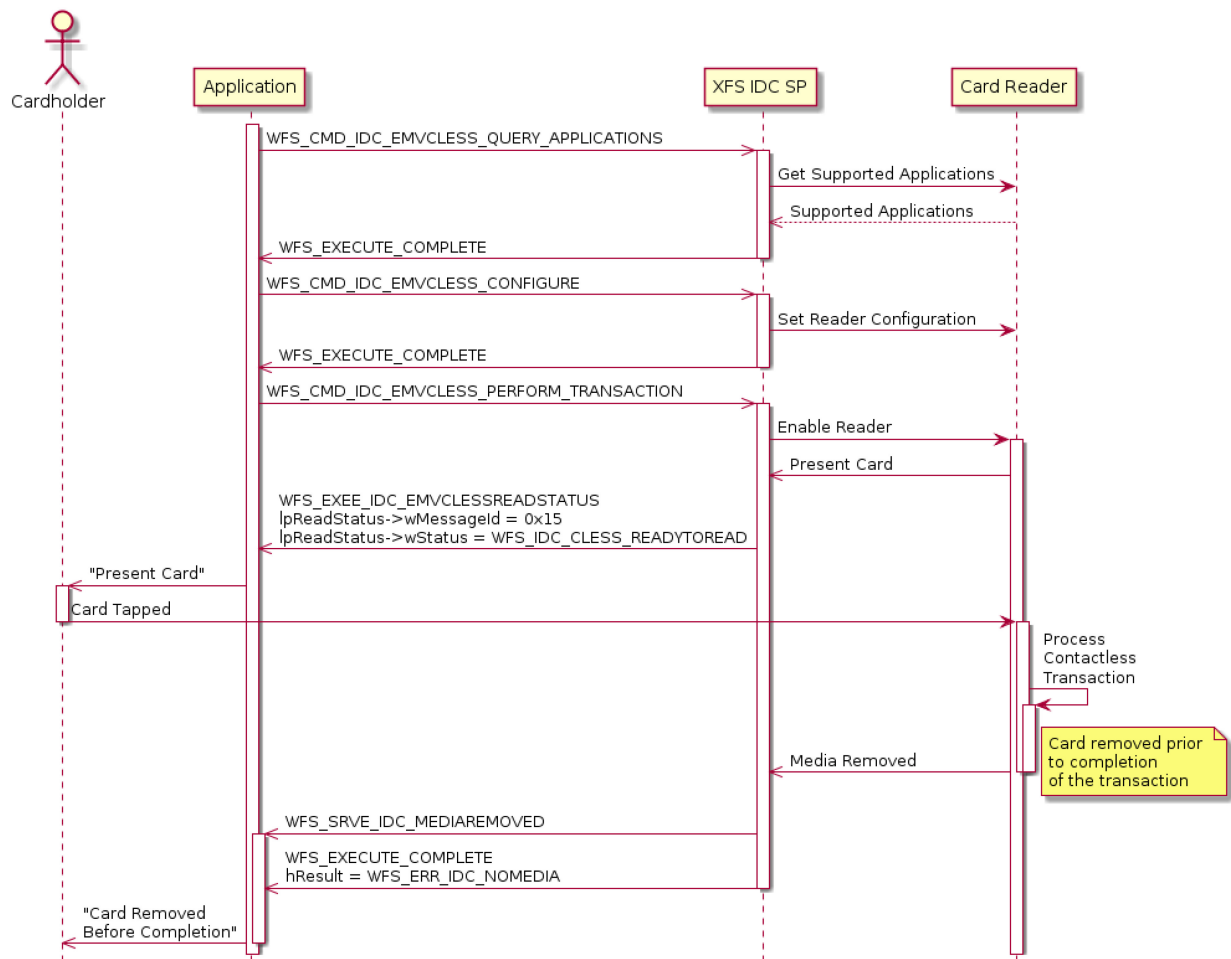 Cardholder
Application
XFS IDC SP
Card Reader
WFS_CMD_IDC_EMVCLESS_QUERY_APPLICATIONS
Get Supported Applications
Supported Applications
WFS_EXECUTE_COMPLETE
WFS_CMD_IDC_EMVCLESS_CONFIGURE
Set Reader Configuration
WFS_EXECUTE_COMPLETE
WFS_CMD_IDC_EMVCLESS_PERFORM_TRANSACTION
Enable Reader
Present Card
WFS_EXEE_IDC_EMVCLESSREADSTATUS
lpReadStatus->wMessageId = 0x15
lpReadStatus->wStatus = WFS_IDC_CLESS_READYTOREAD
"Present Card"
Card Tapped
Process
Contactless
Transaction
Card removed prior
to completion
of the transaction
Media Removed
WFS_SRVE_IDC_MEDIAREMOVED
WFS_EXECUTE_COMPLETE
hResult = WFS_ERR_IDC_NOMEDIA
"Card Removed
Before Completion"